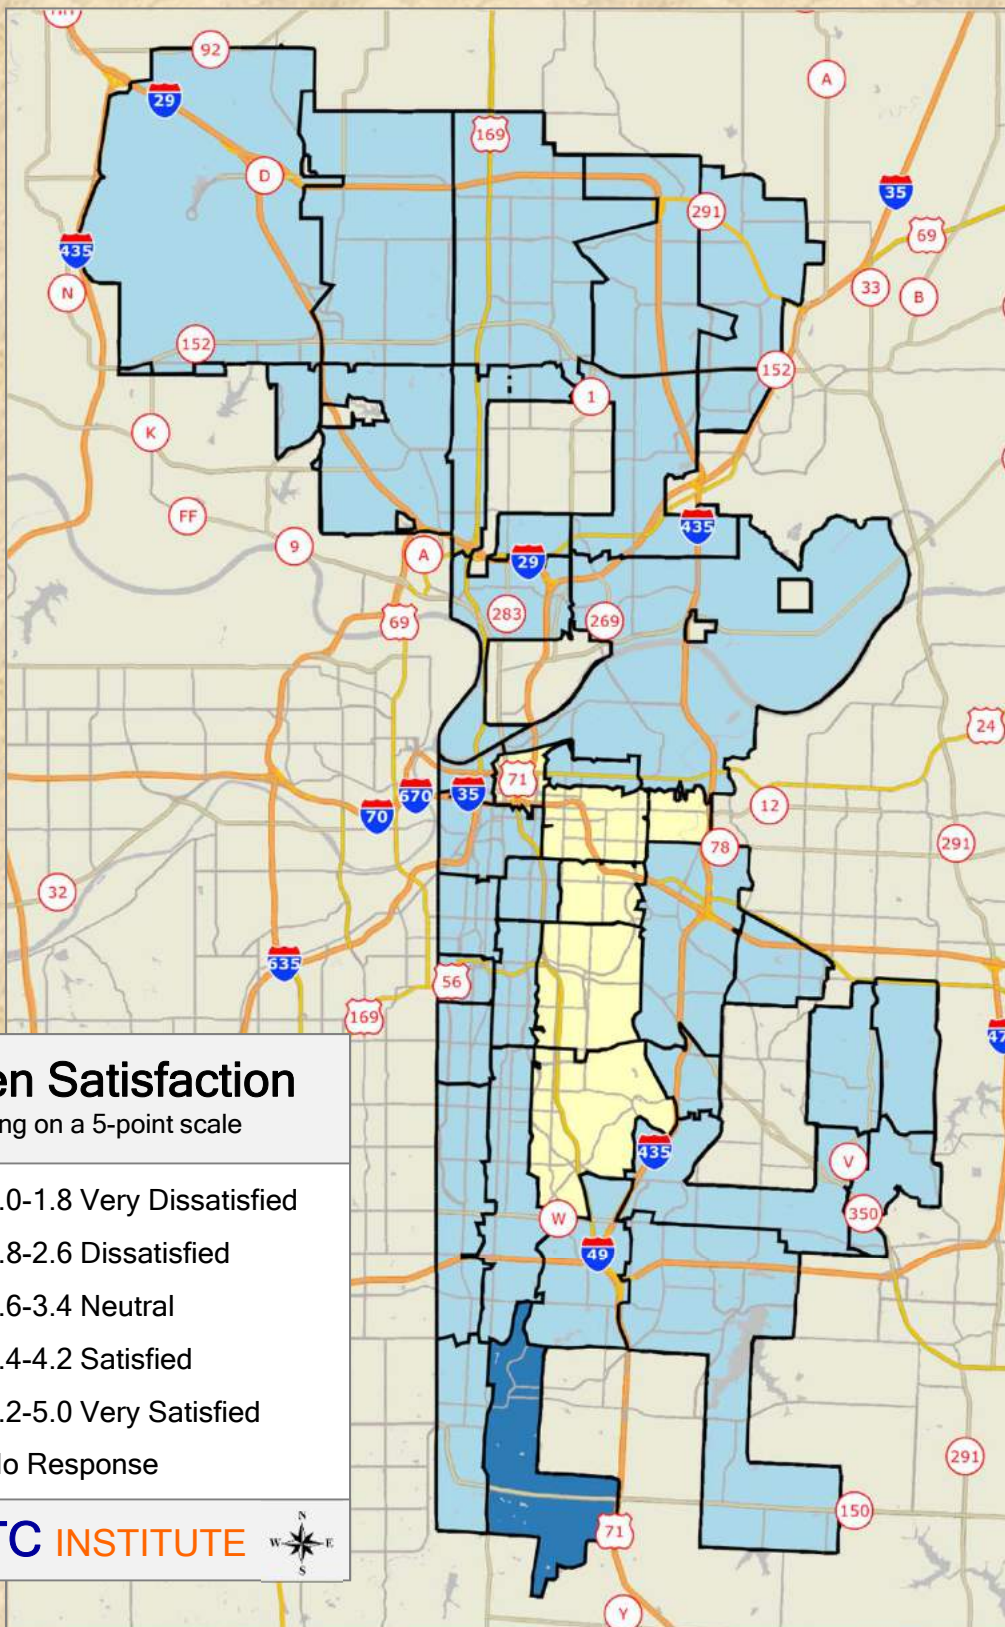 92
29
169
A
D
35
291
69
435
N
33
B
152
152
1
K
FF
435
9
A
29
283
269
69
24
71
670
35
70
12
78
291
32
635
56
169
47
en Satisfaction
ng on a 5-point scale
.0-1.8 Very Dissatisfied
.8-2.6 Dissatisfied
.6-3.4 Neutral
.4-4.2 Satisfied
.2-5.0 Very Satisfied
o Response
TC INSTITUTE
N
W
E
S
435
V
350
W
49
291
150
71
Y